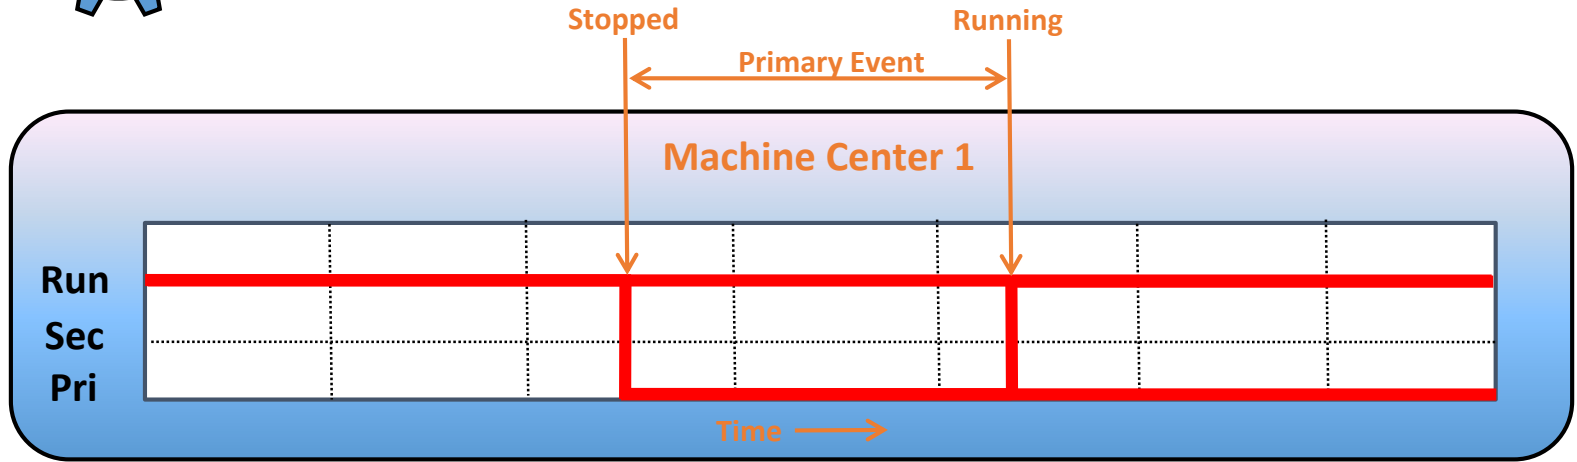 Stopped
Running
Primary Event
Machine Center 1
Run
Sec
Pri
Time